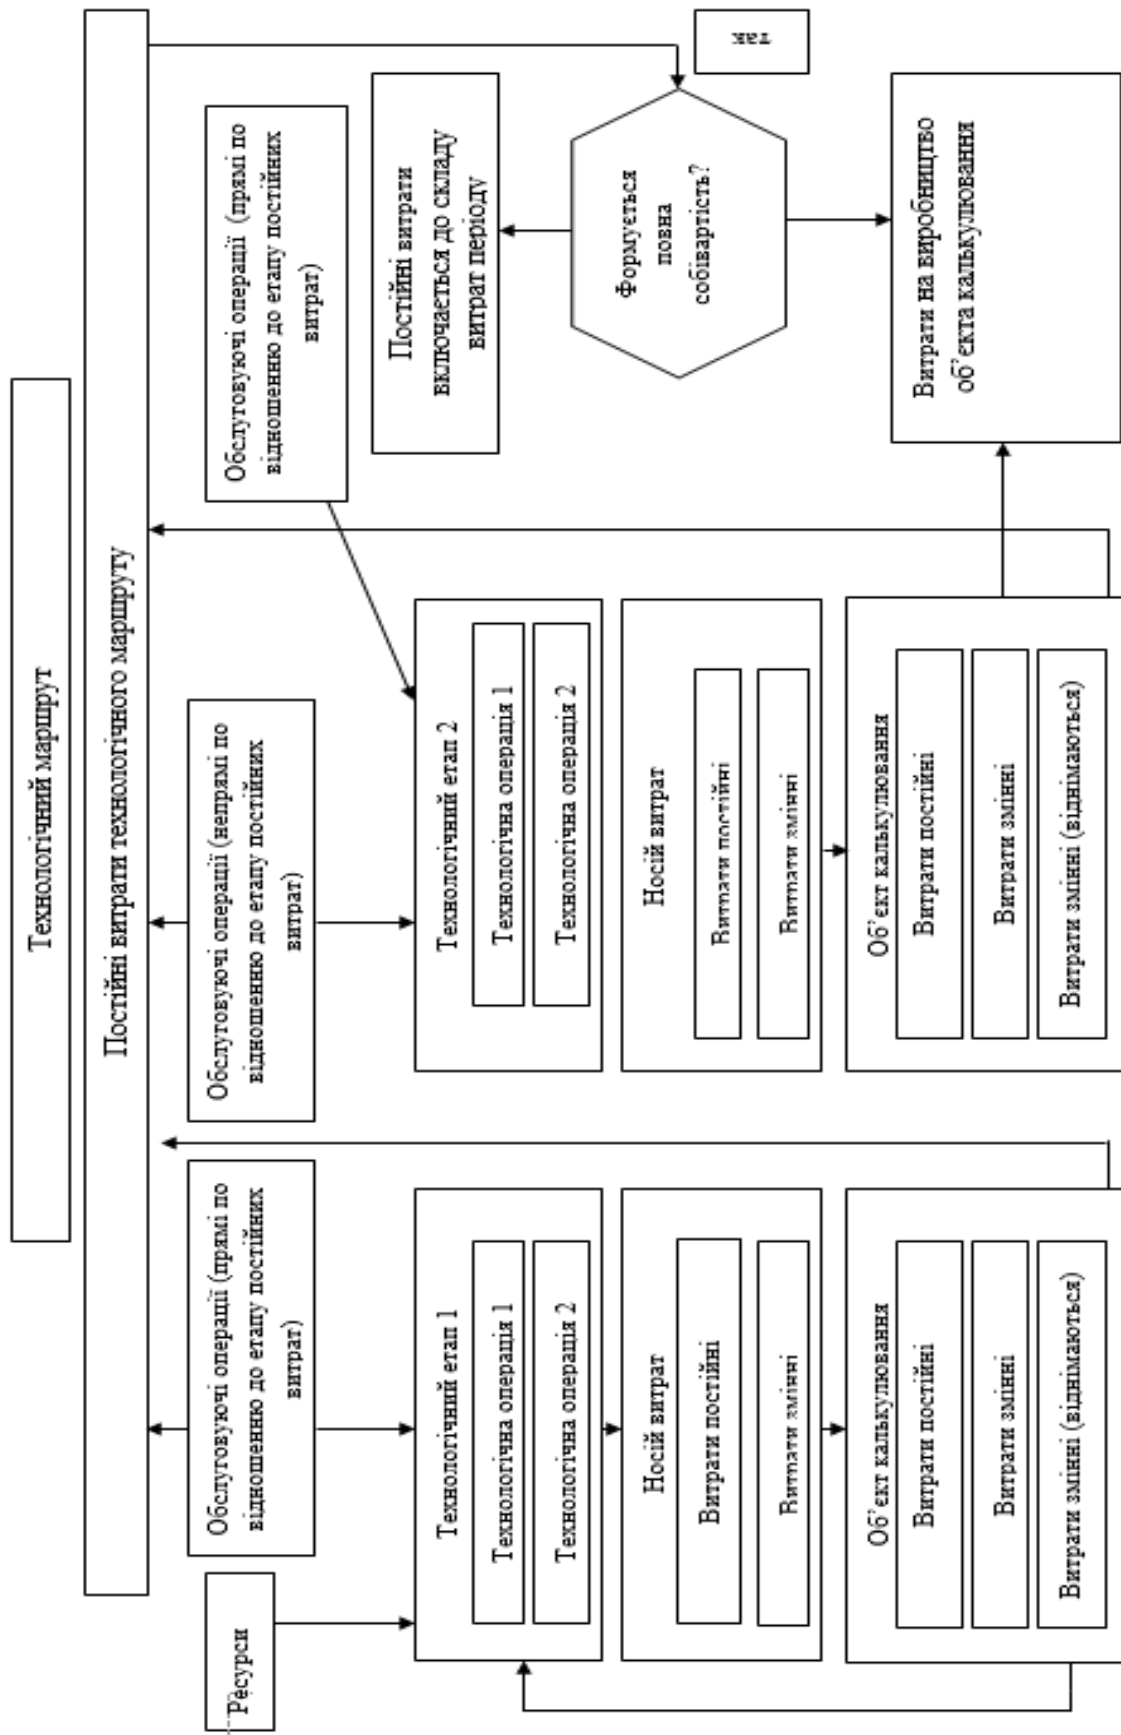 Технологічний маршрут
Постійні витрати технологічного маршруту
Ресурси
Обслуговуючі операції (прямі по
відношенню до етапу постійних
витрат)
Обслуговуючі операції (непрямі по
відношенню до етапу постійних
витрат)
Обслуговуючі операції (прямі по
відношенню до етапу постійних
витрат)
Технологічний етап 1
Технологічна операція 1
Технологічна операція 2
Носій витрат
Витрати постійні
Витрати змінні
Об’єкт калькулювання
Витрати постійні
Витрати змінні
Витрати змінні (віднімаються)
Технологічний етап 2
Технологічна операція 1
Технологічна операція 2
Носій витрат
Витрати постійні
Витрати змінні
Об’єкт калькулювання
Витрати постійні
Витрати змінні
Витрати змінні (віднімаються)
Постійні витрати
включається до складу
витрат періоду
Формується
повна
собівартість?
так
Витрати на виробництво
об’єкта калькулювання